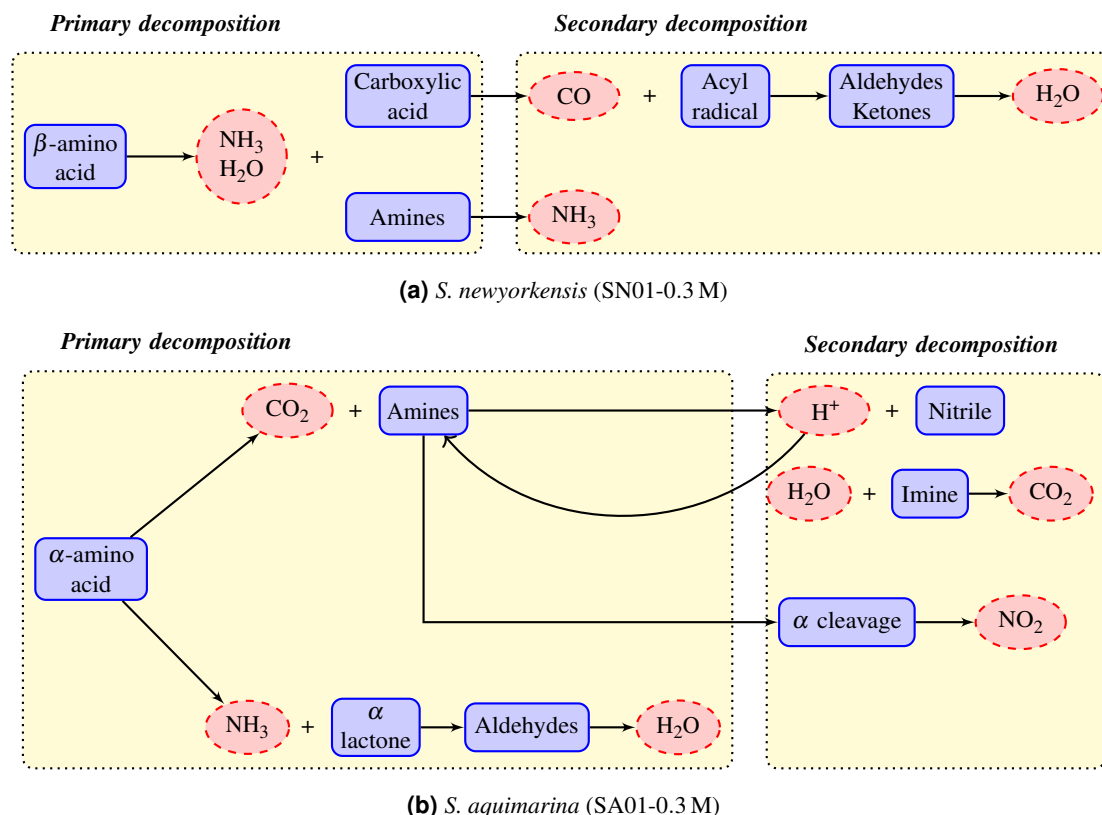 Primary decomposition
Secondary decomposition
β-amino
acid
NH3
H2O
+
Carboxylic
acid
Amines
CO
+
Acyl
radical
Aldehydes
Ketones
H2O
NH3
(a) S. newyorkensis (SN01-0.3 M)
Primary decomposition
Secondary decomposition
α-amino
acid
CO2
+
Amines
H+
+
Nitrile
H2O
+
Imine
CO2
α cleavage
NO2
NH3
+
α
lactone
Aldehydes
H2O
(b) S. aquimarina (SA01-0.3 M)